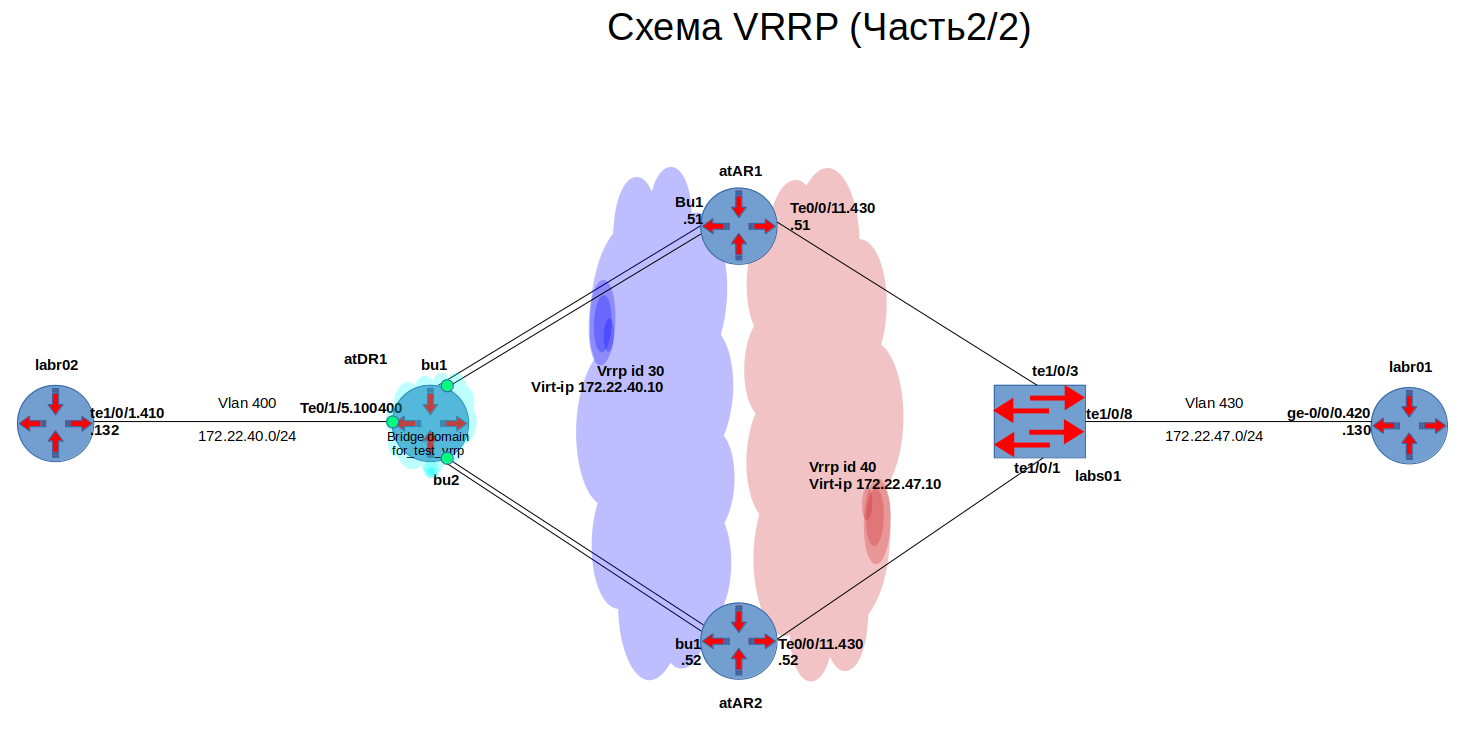 Схема VRRP (Часть2/2)
atAR1
Bu1
.51
Te0/0/11.430
.51
labr02
te1/0/1.410
.132
Vlan 400
172.22.40.0/24
atDR1
bu1
Te0/1/5.100400
Bridge domain
for_test_vrrp
bu2
Vrrp id 30
Virt-ip 172.22.40.10
Vrrp id 40
Virt-ip 172.22.47.10
te1/0/3
te1/0/8
te1/0/1
labs01
Vlan 430
172.22.47.0/24
labr01
ge-0/0/0.420
.130
bu1
.52
Te0/0/11.430
.52
atAR2